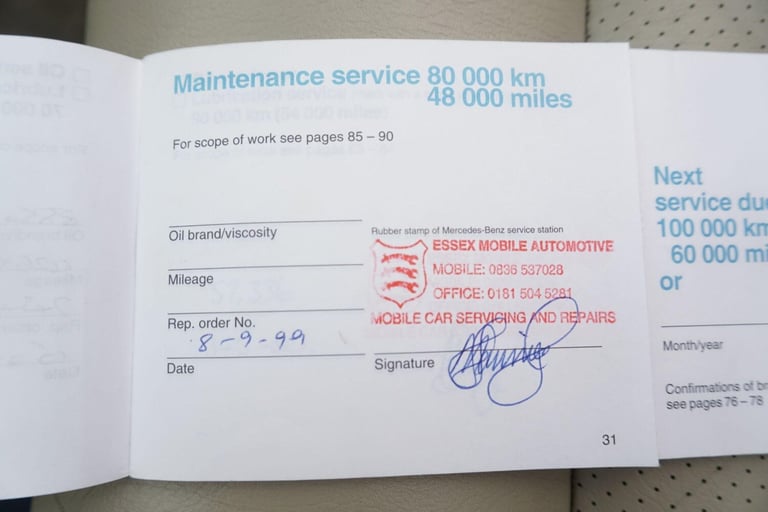 Maintenance service 80 000 km
48 000 miles
For scope of work see pages 85 – 90
Oil brand/viscosity
Mileage
Rep. order No.
8-9-99
Date
Rubber stamp of Mercedes-Benz service station
ESSEX MOBILE AUTOMOTIVE
MOBILE: 0836 537028
OFFICE: 0181 504 5281
MOBILE CAR SERVICING AND REPAIRS
Signature
31
Next
service du
100 000 km
60 000 mi
or
Month/year
Confirmations of br
see pages 76 – 78